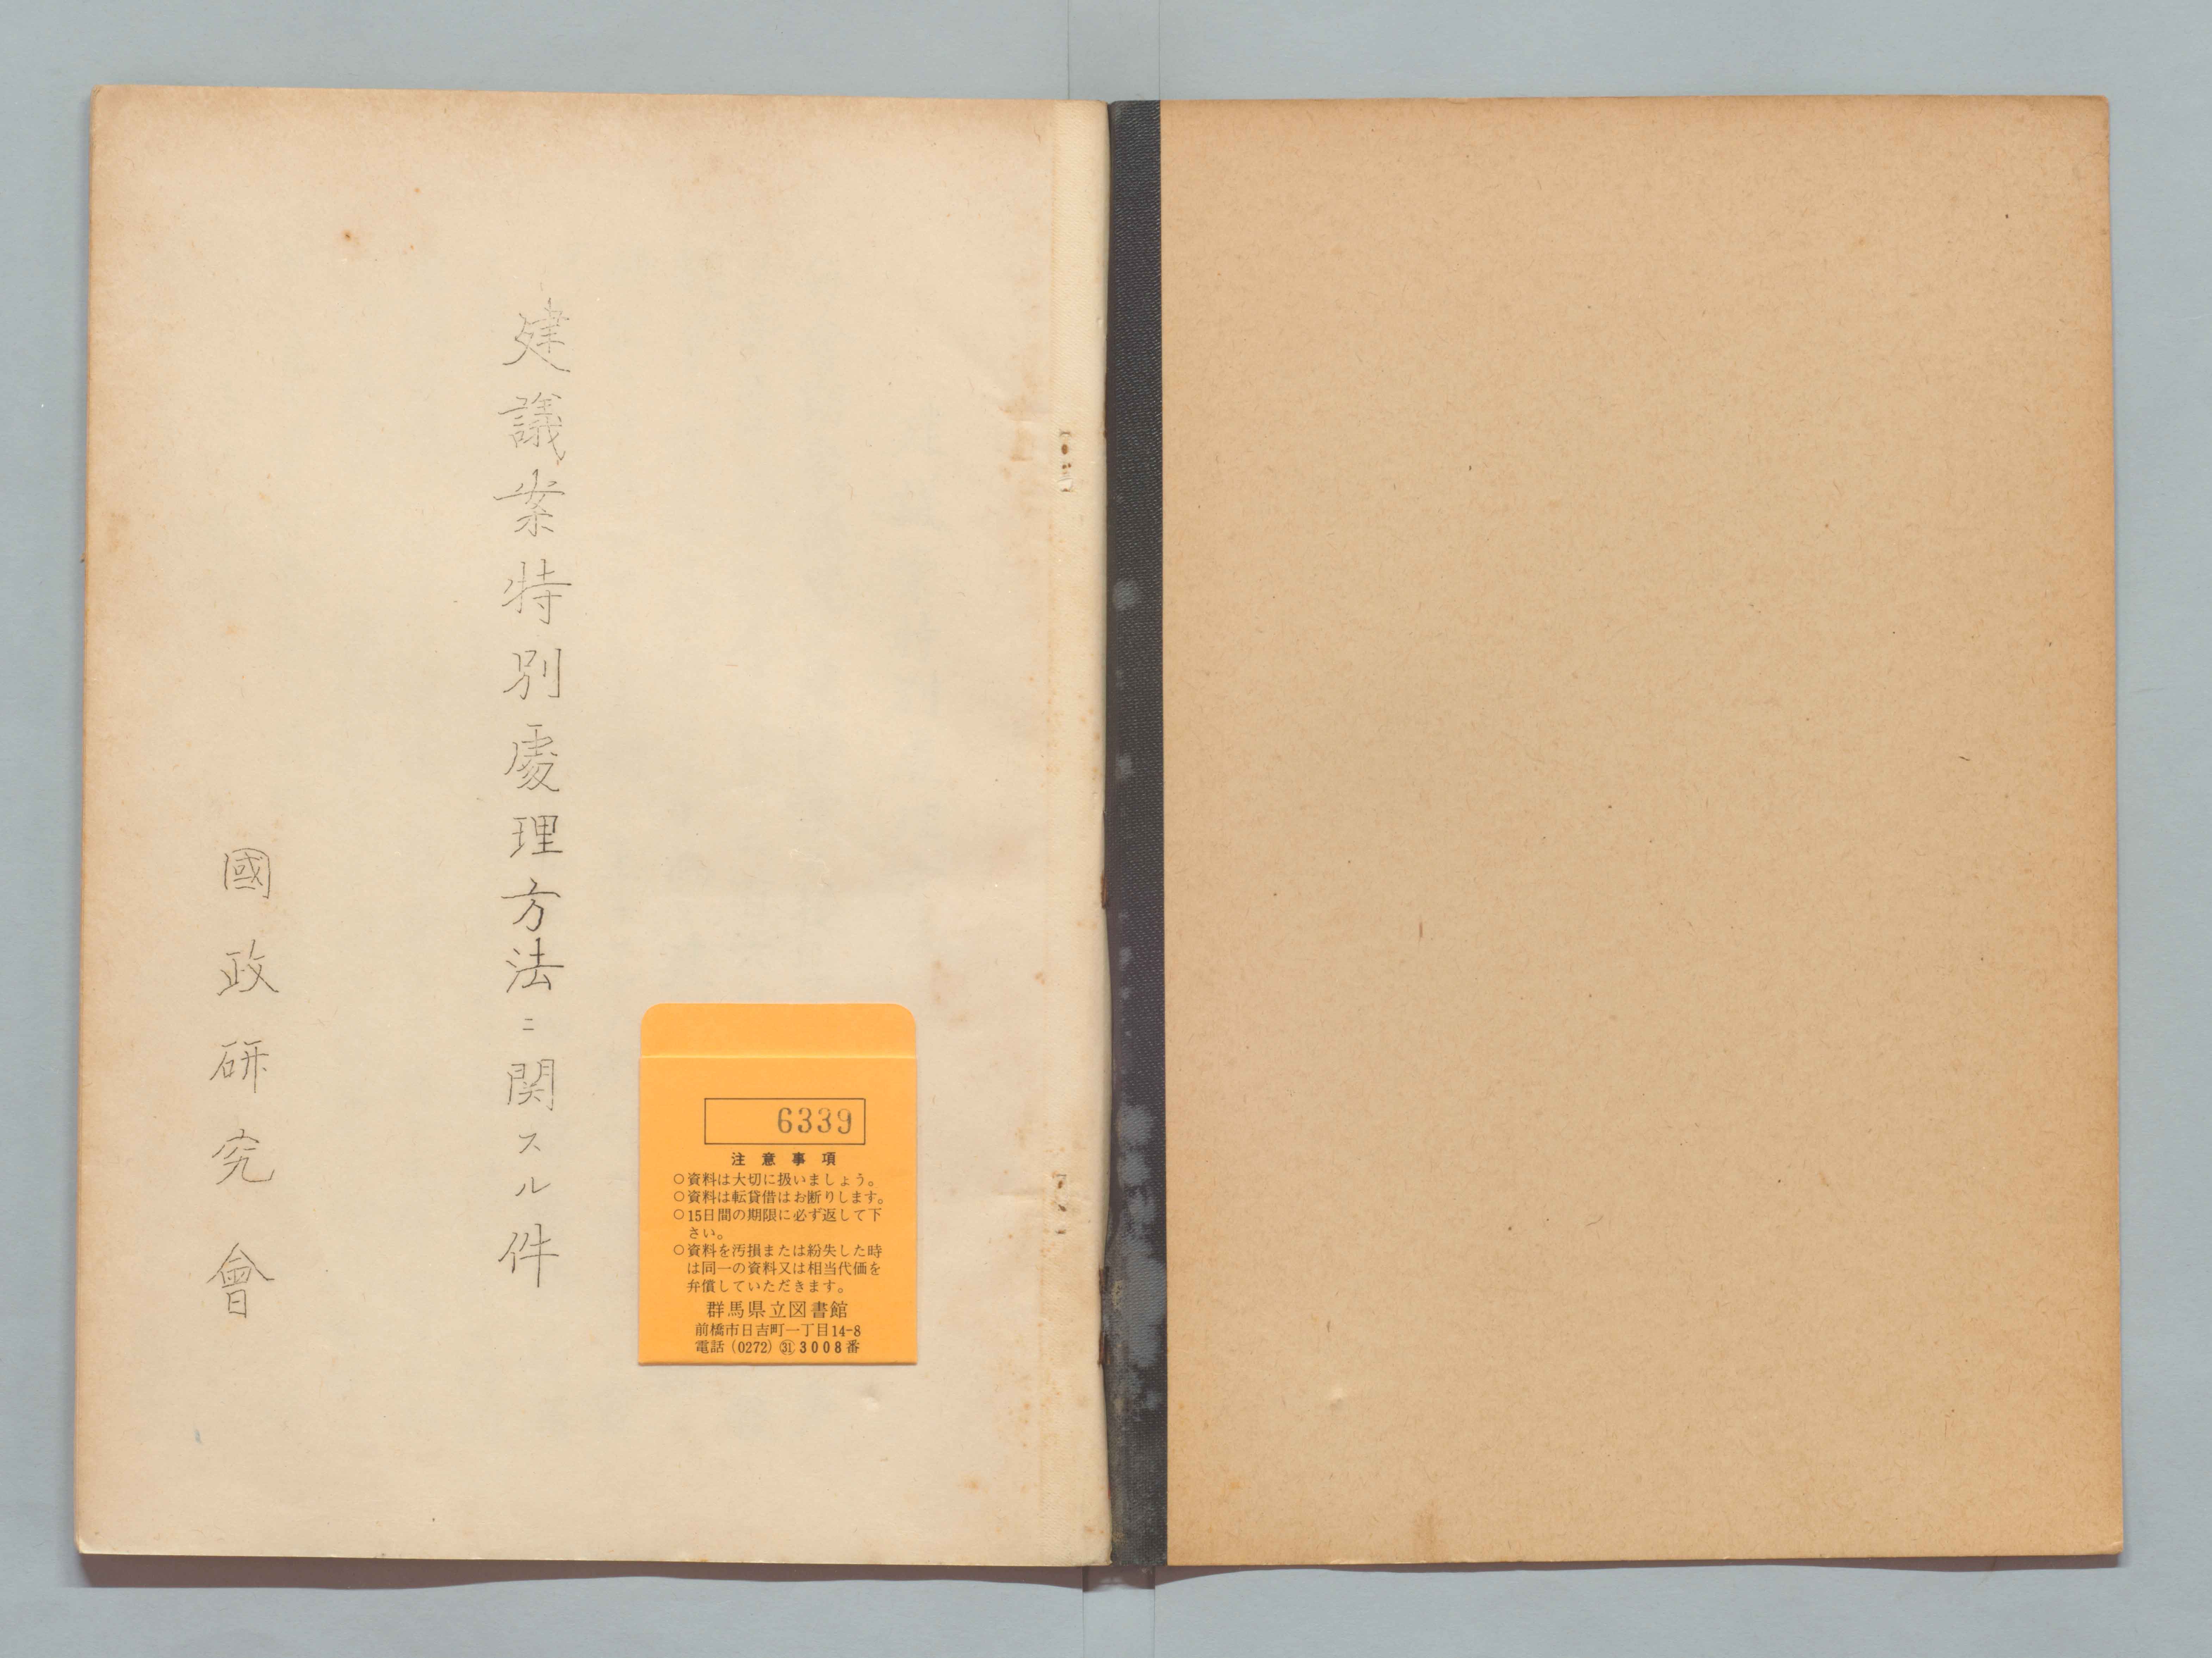 建議案特別處理方法ニ関スル件
國政研究會
6339
注意事項
○資料は大切に扱いましょう。
○資料は転貸借はお断りします。
○15日間の期限に必ず返して下
さい。
○資料を汚損または紛失した時
は同一の資料又は相当代価を
弁償していただきます。
群馬県立図書館
前橋市日吉町一丁目14-8
電話(0272)㉛3008番